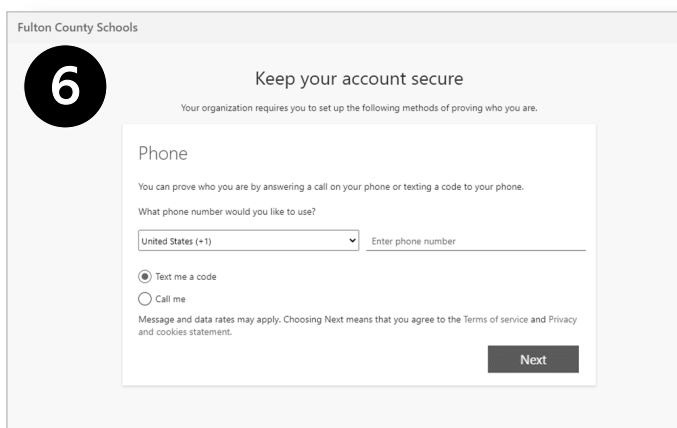 Fulton County Schools
6
Keep your account secure
Your organization requires you to set up the following methods of proving who you are.
Phone
You can prove who you are by answering a call on your phone or texting a code to your phone.
What phone number would you like to use?
United States (+1) Enter phone number
Text me a code
Call me
Message and data rates may apply. Choosing Next means that you agree to the Terms of service and Privacy
and cookies statement.
Next